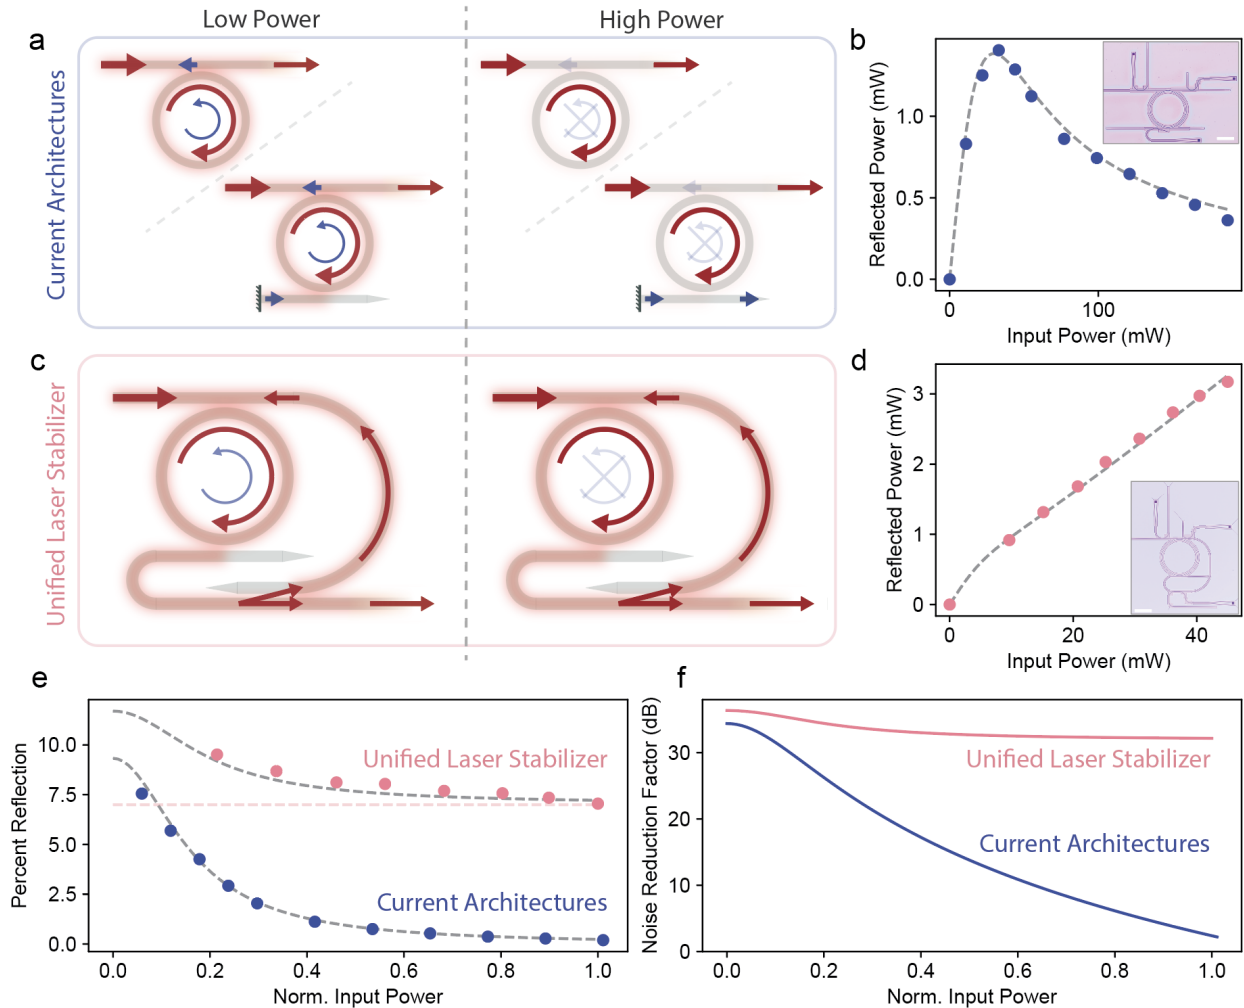 Low Power
High Power
a
Current Architectures
b
Reflected Power (mW)
1.0
0.5
0.0
0
100
Input Power (mW)
c
Unified Laser Stabilizer
d
Reflected Power (mW)
3
2
1
0
0
20
40
Input Power (mW)
e
Percent Reflection
10.0
7.5
5.0
2.5
0.0
Unified Laser Stabilizer
Current Architectures
0.0
0.2
0.4
0.6
0.8
1.0
Norm. Input Power
f
Noise Reduction Factor (dB)
30
20
10
0
Unified Laser Stabilizer
Current Architectures
0.0
0.2
0.4
0.6
0.8
1.0
Norm. Input Power